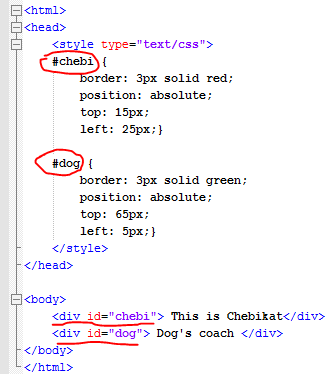 <html>
<head>
<style type="text/css">
#chebi {
border: 3px solid red;
position: absolute;
top: 15px;
left: 25px;}
#dog {
border: 3px solid green;
position: absolute;
top: 65px;
left: 5px;}
</style>
</head>
<body>
<div id="chebi"> This is Chebikat</div>
<div id="dog"> Dog's coach </div>
</body>
</html>